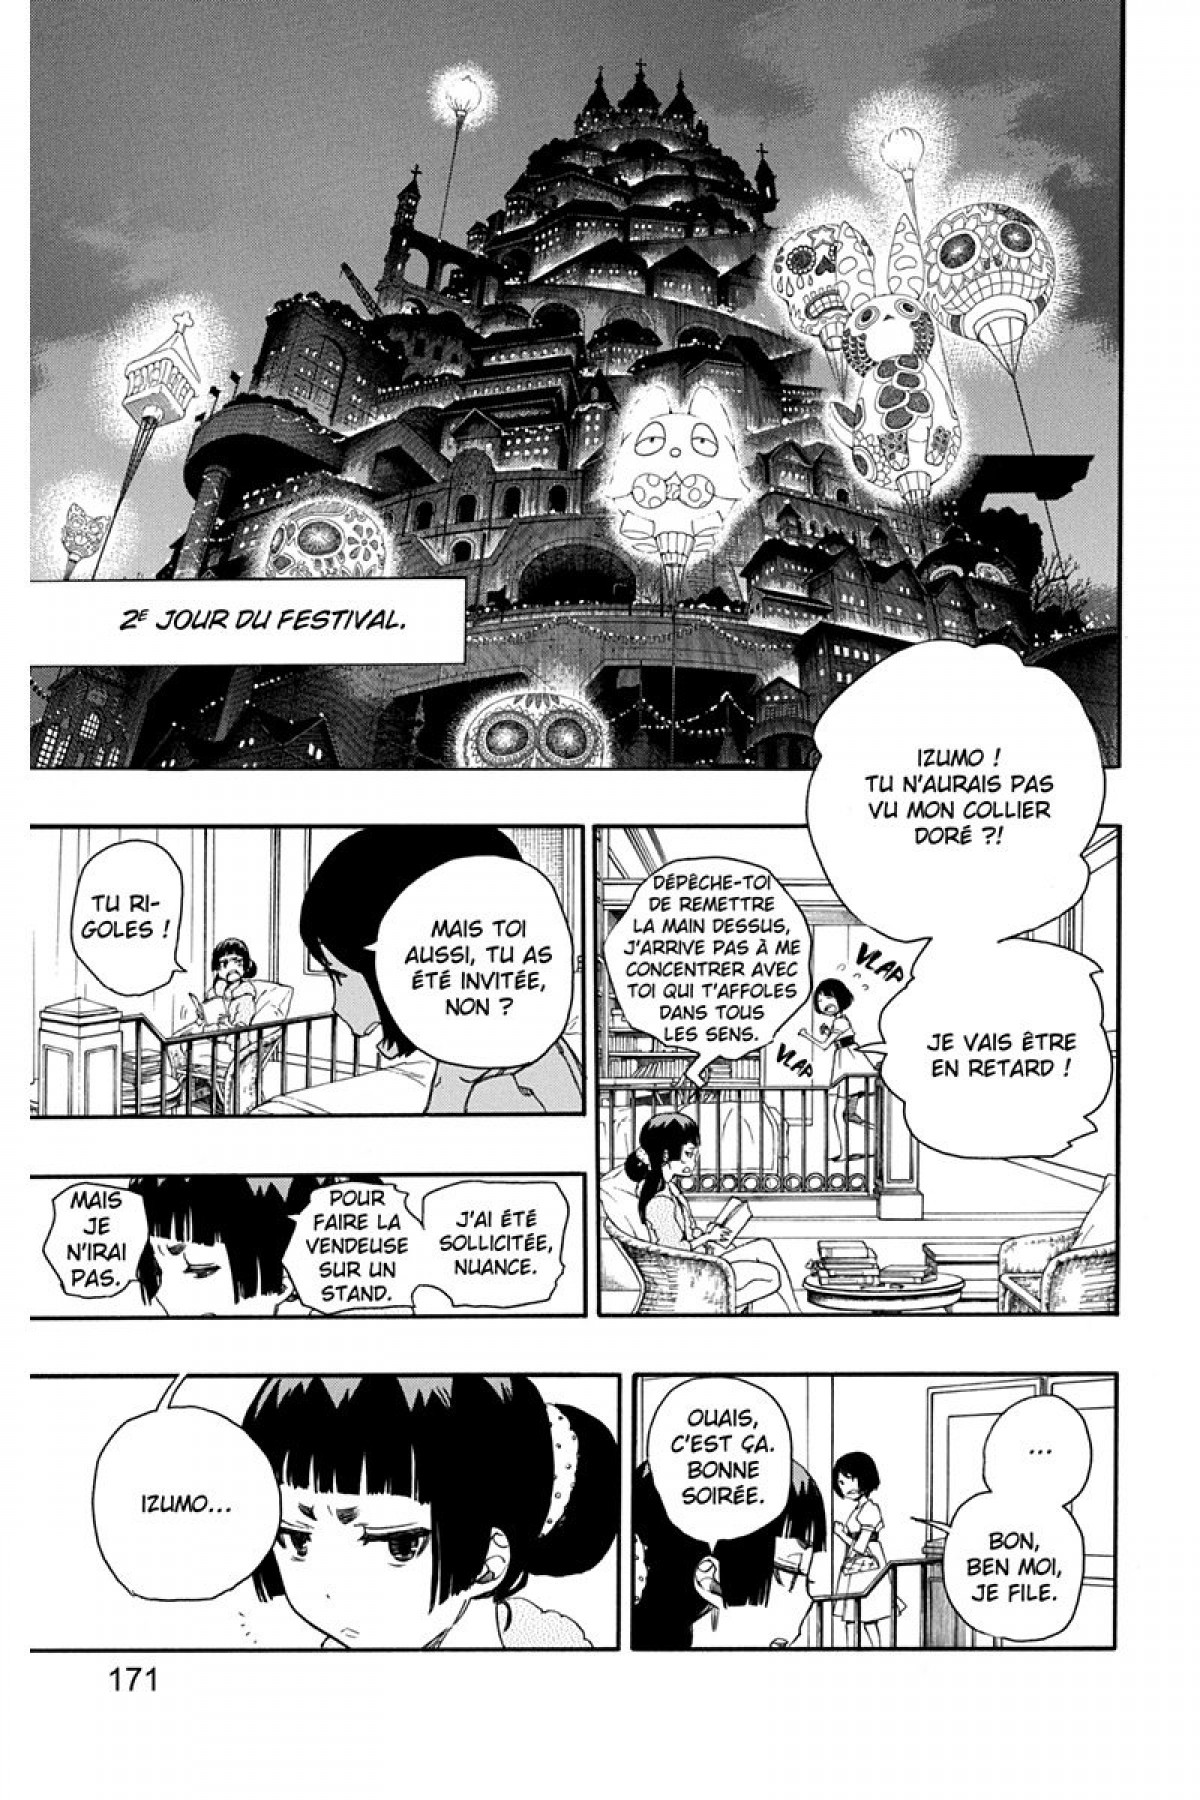 2E JOUR DU FESTIVAL.
IZUMO !
TU N'AURAIS PAS
VU MON COLLIER
DORÉ ?!
JE VAIS ÊTRE
EN RETARD !
VLAP
VLAP
DÉPÊCHE-TOI
DE REMETTRE
LA MAIN DESSUS,
J'ARRIVE PAS À ME
CONCENTRER AVEC
TOI QUI T'AFFOLES
DANS TOUS
LES SENS.
MAIS TOI
AUSSI, TU AS
ÉTÉ INVITÉE,
NON ?
TU RI-
GOLES !
J'AI ÉTÉ
SOLLICITÉE,
NUANCE.
POUR
FAIRE LA
VENDEUSE
SUR UN
STAND.
MAIS
JE
N'IRAI
PAS.
...
BON,
BEN MOI,
JE FILE.
OUAIS,
C'EST ÇA.
BONNE
SOIRÉE.
IZUMO...
171